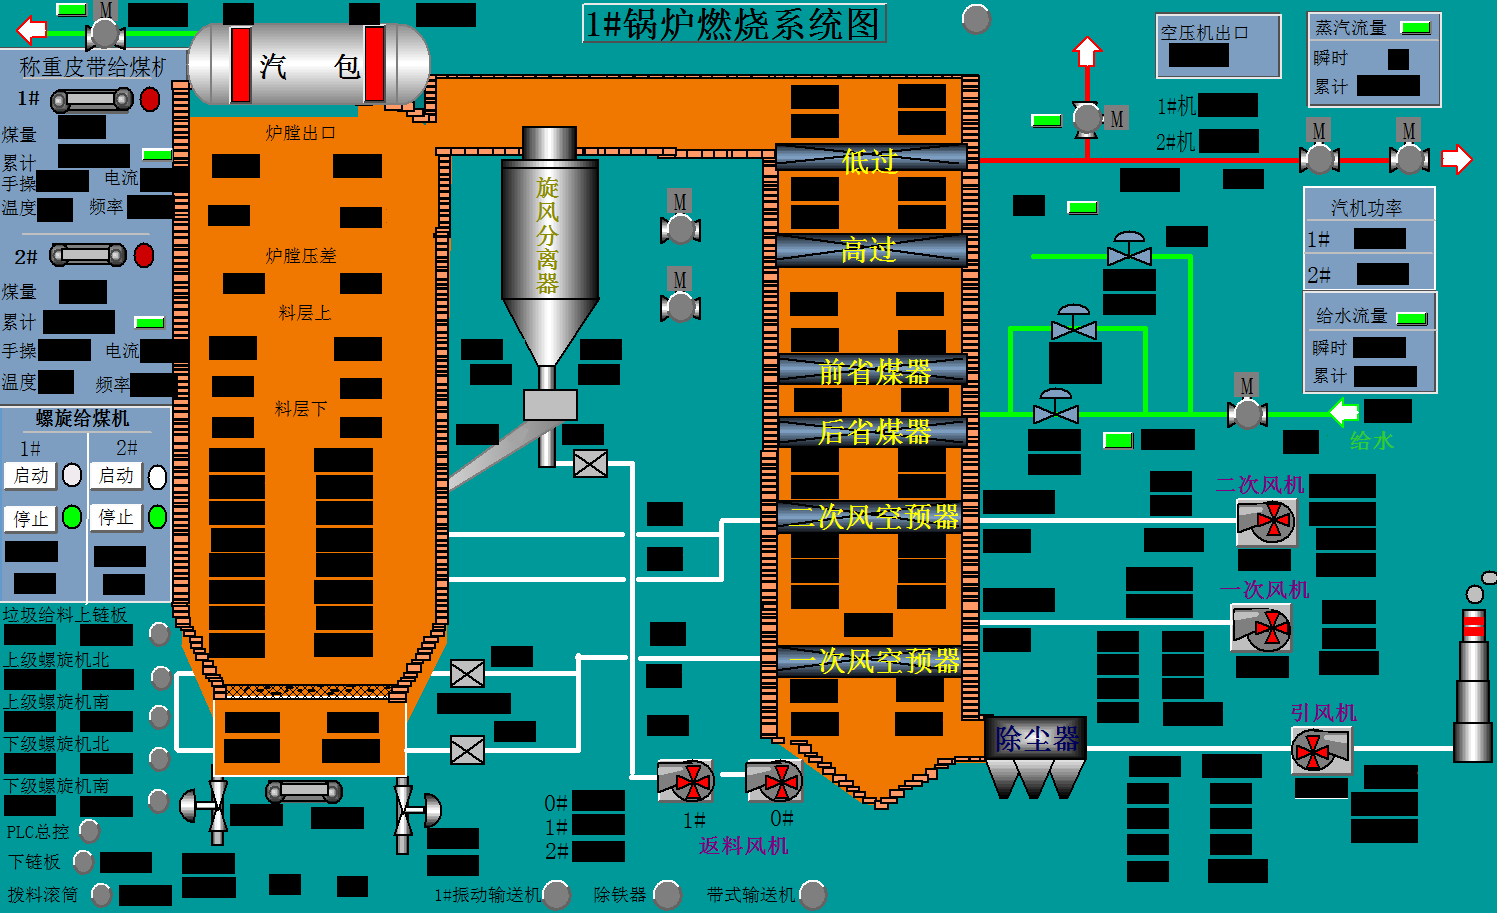 1#锅炉燃烧系统图
M
称重皮带给煤机
1#
煤量
累计
手操
电流
温度
频率
2#
煤量
累计
手操
电流
温度
频率
螺旋给煤机
1#
2#
启动
启动
停止
停止
垃圾给料上链板
上级螺旋机北
上级螺旋机南
下级螺旋机北
下级螺旋机南
PLC总控
下链板
拨料滚筒
汽 包
炉膛出口
炉膛压差
料层上
料层下
旋风分离器
M
M
低过
高过
前省煤器
后省煤器
二次风空预器
一次风空预器
空压机出口
蒸汽流量
瞬时
累计
M
1#机
2#机
M
M
汽机功率
1#
2#
给水流量
瞬时
累计
M
给水
二次风机
一次风机
引风机
除尘器
0#
1#
2#
1#
0#
返料风机
1#振动输送机
除铁器
带式输送机